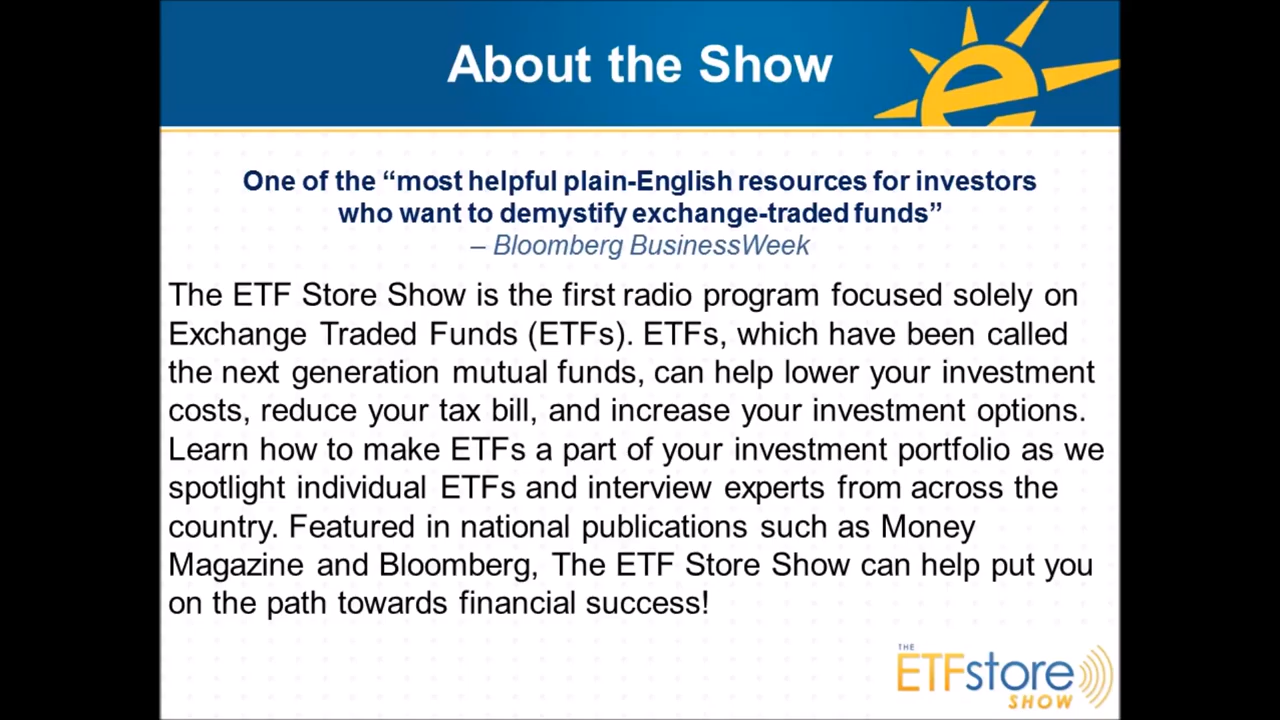 About the Show
One of the “most helpful plain-English resources for investors
who want to demystify exchange-traded funds”
– Bloomberg BusinessWeek
The ETF Store Show is the first radio program focused solely on
Exchange Traded Funds (ETFs). ETFs, which have been called
the next generation mutual funds, can help lower your investment
costs, reduce your tax bill, and increase your investment options.
Learn how to make ETFs a part of your investment portfolio as we
spotlight individual ETFs and interview experts from across the
country. Featured in national publications such as Money
Magazine and Bloomberg, The ETF Store Show can help put you
on the path towards financial success!
THE
ETFstore
SHOW